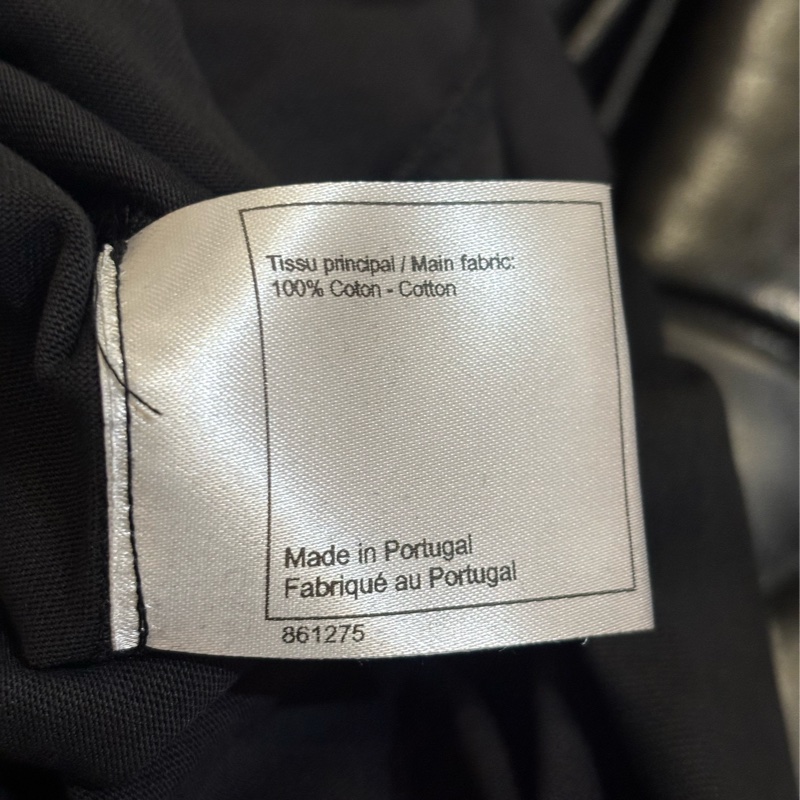 Tissu principal / Main fabric:
100% Coton - Cotton
Made in Portugal
Fabriqué au Portugal
861275